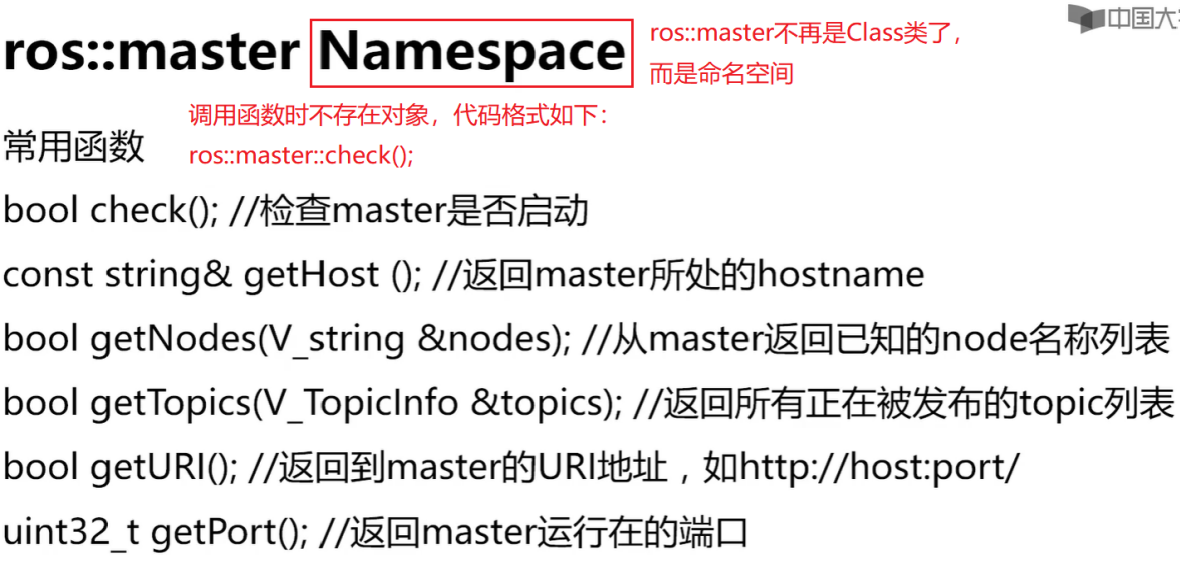 中国大
ros::master Namespace
ros::master不再是Class类了，
而是命名空间
调用函数时不存在对象，代码格式如下：
ros::master::check();
常用函数
bool check(); //检查master是否启动
const string& getHost (); //返回master所处的hostname
bool getNodes(V_string &nodes); //从master返回已知的node名称列表
bool getTopics(V_TopicInfo &topics); //返回所有正在被发布的topic列表
bool getURI(); //返回到master的URI地址，如http://host:port/
uint32_t getPort(); //返回master运行在的端口